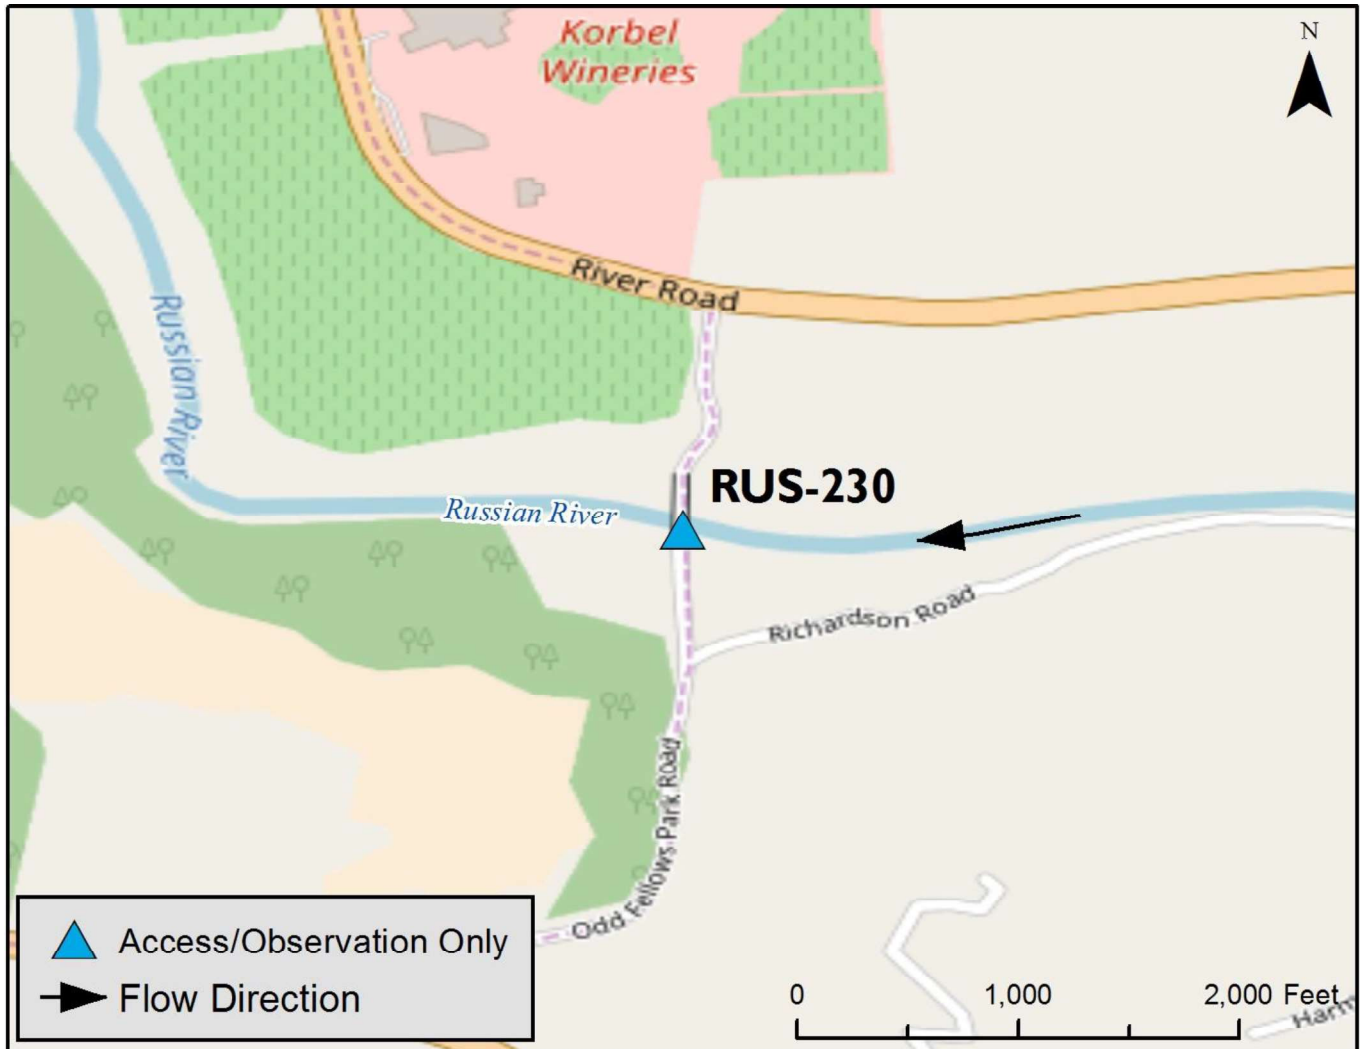 Korbel
Wineries
N
River Road
Russian River
RUS-230
Russian River
Richardson Road
Odd Fellows Park Road
Access/Observation Only
Flow Direction
0 1,000 2,000 Feet